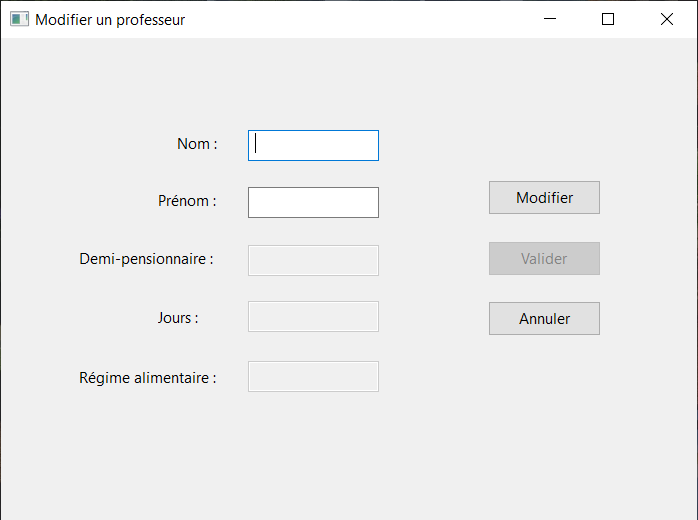 Modifier un professeur
Nom :
Prénom :
Modifier
Demi-pensionnaire :
Valider
Jours :
Annuler
Régime alimentaire :